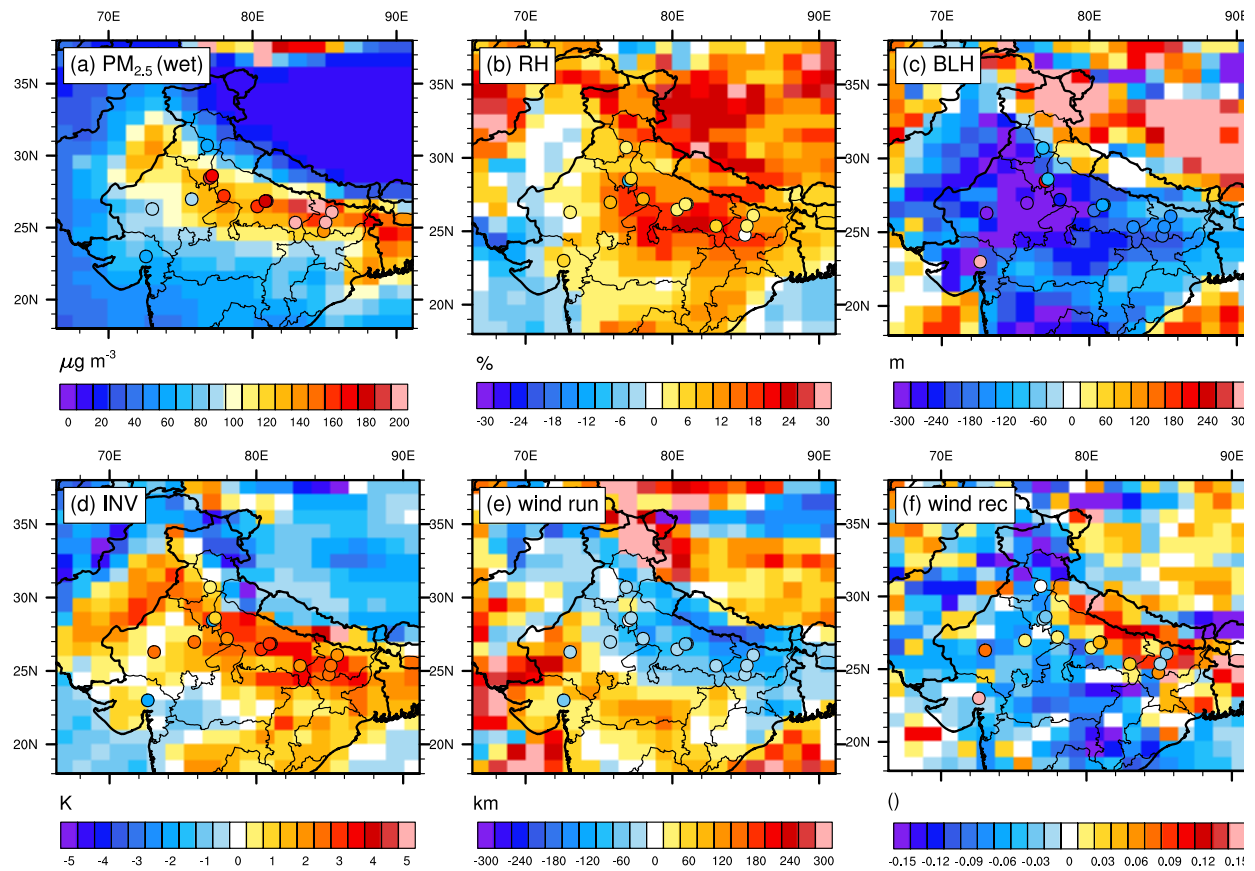 70E 80E 90E 70E 80E 90E 70E 80E 90E
(a) PM2.5 (wet) (b) RH (c) BLH
35N 35N 35N
30N 30N 30N
25N 25N 25N
20N 20N 20N
μg m-3 % m
0 20 40 60 80 100 120 140 160 180 200 -30 -24 -18 -12 -6 0 6 12 18 24 30 -300 -240 -180 -120 -60 0 60 120 180 240
70E 80E 90E 70E 80E 90E 70E 80E 90E
(d) INV (e) wind run (f) wind rec
35N 35N 35N
30N 30N 30N
25N 25N 25N
20N 20N 20N
K km ()
-5 -4 -3 -2 -1 0 1 2 3 4 5 -300 -240 -180 -120 -60 0 60 120 180 240 300 -0.15 -0.12 -0.09 -0.06 -0.03 0 0.03 0.06 0.09 0.12 0.15